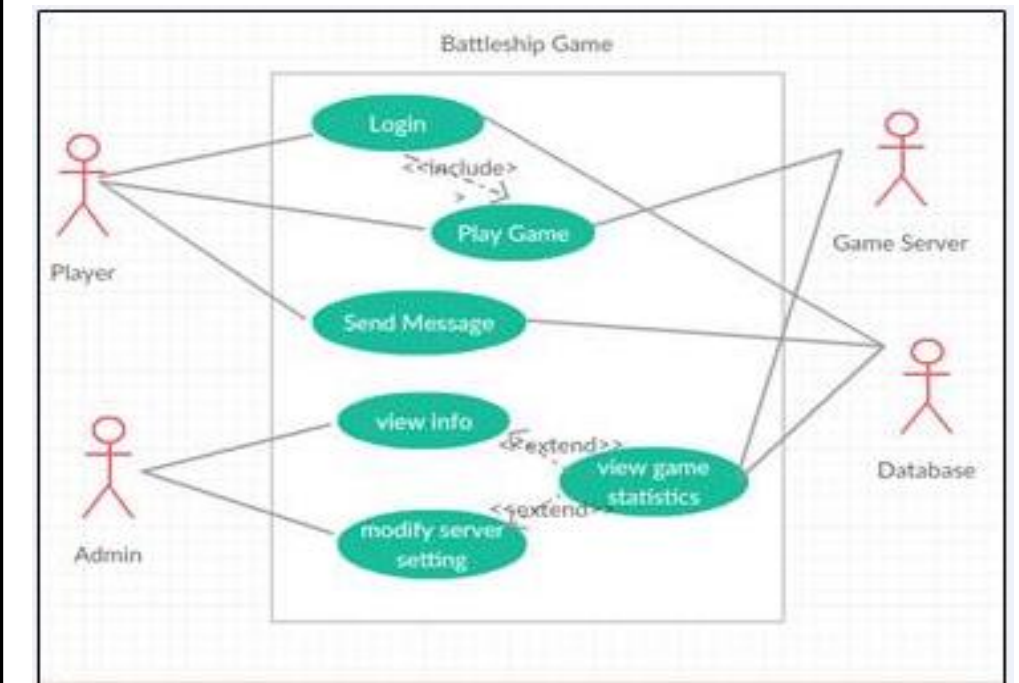 Battleship Game
Login
<<include>
>
Play Game
Game Server
Player
Send Message
view info
<<extend>>
view game
statistics
Database
<<extend>>
modify server
setting
Admin